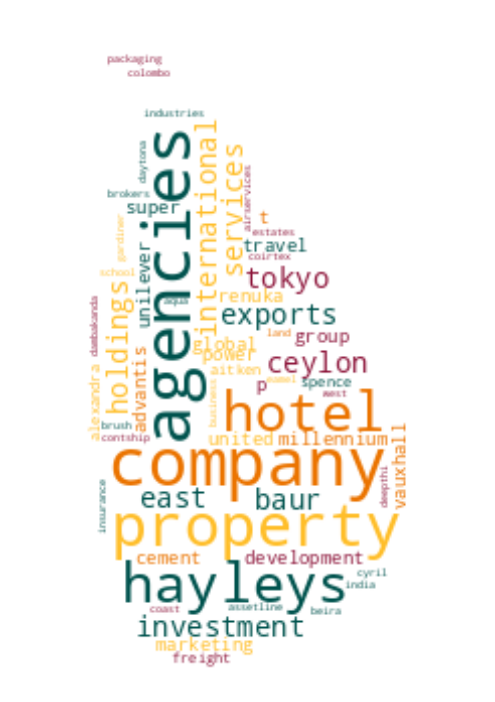 packaging
colombo
industries
agencies
international
services
daytona
airservices
brokers
super
gardiner
t
estates
travel
coirtex
unilever
school
tokyo
holdings
aqua
renuka
dambakanda
exports
land
group
global
power
advantis
ceylon
aitken
alexandra
business
eamel
p
spence
west
hotel
brush
contship
united
millennium
vauxhall
company
deepthi
insurance
east
baur
property
cement
development
cyril
hayleys
india
coast
assetline
beira
investment
marketing
freight